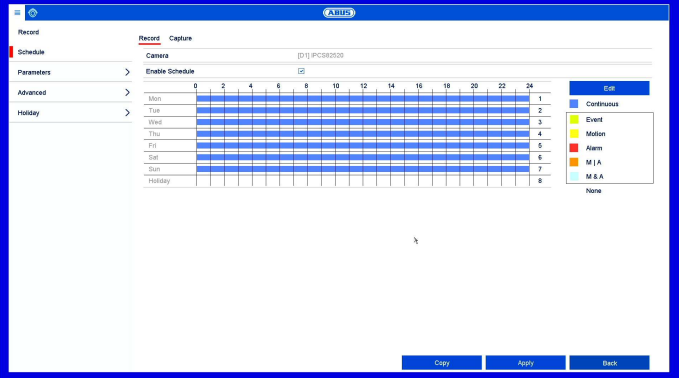 ABUS
Record
Schedule
Parameters
Advanced
Holiday
Record Capture
Camera [D1] IPCS92520
Enable Schedule
0 2 4 6 8 10 12 14 16 18 20 22 24
Mon 1
Tue 2
Wed 3
Thu 4
Fri 5
Sat 6
Sun 7
Holiday 8
Edit
Continuous
Event
Motion
Alarm
M | A
M & A
None
Copy Apply Back